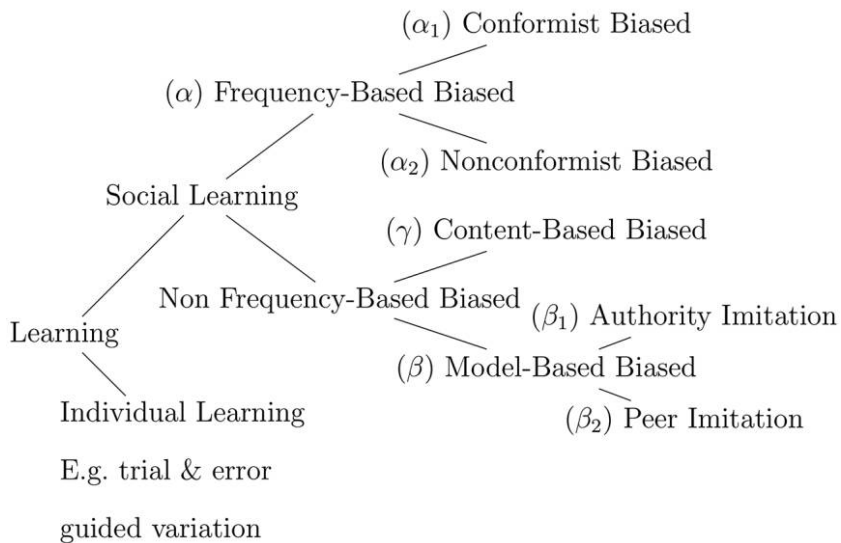 (α₁) Conformist Biased
(α) Frequency-Based Biased
(α₂) Nonconformist Biased
Social Learning
(γ) Content-Based Biased
Non Frequency-Based Biased
(β₁) Authority Imitation
Learning
(β) Model-Based Biased
Individual Learning
(β₂) Peer Imitation
E.g. trial & error
guided variation